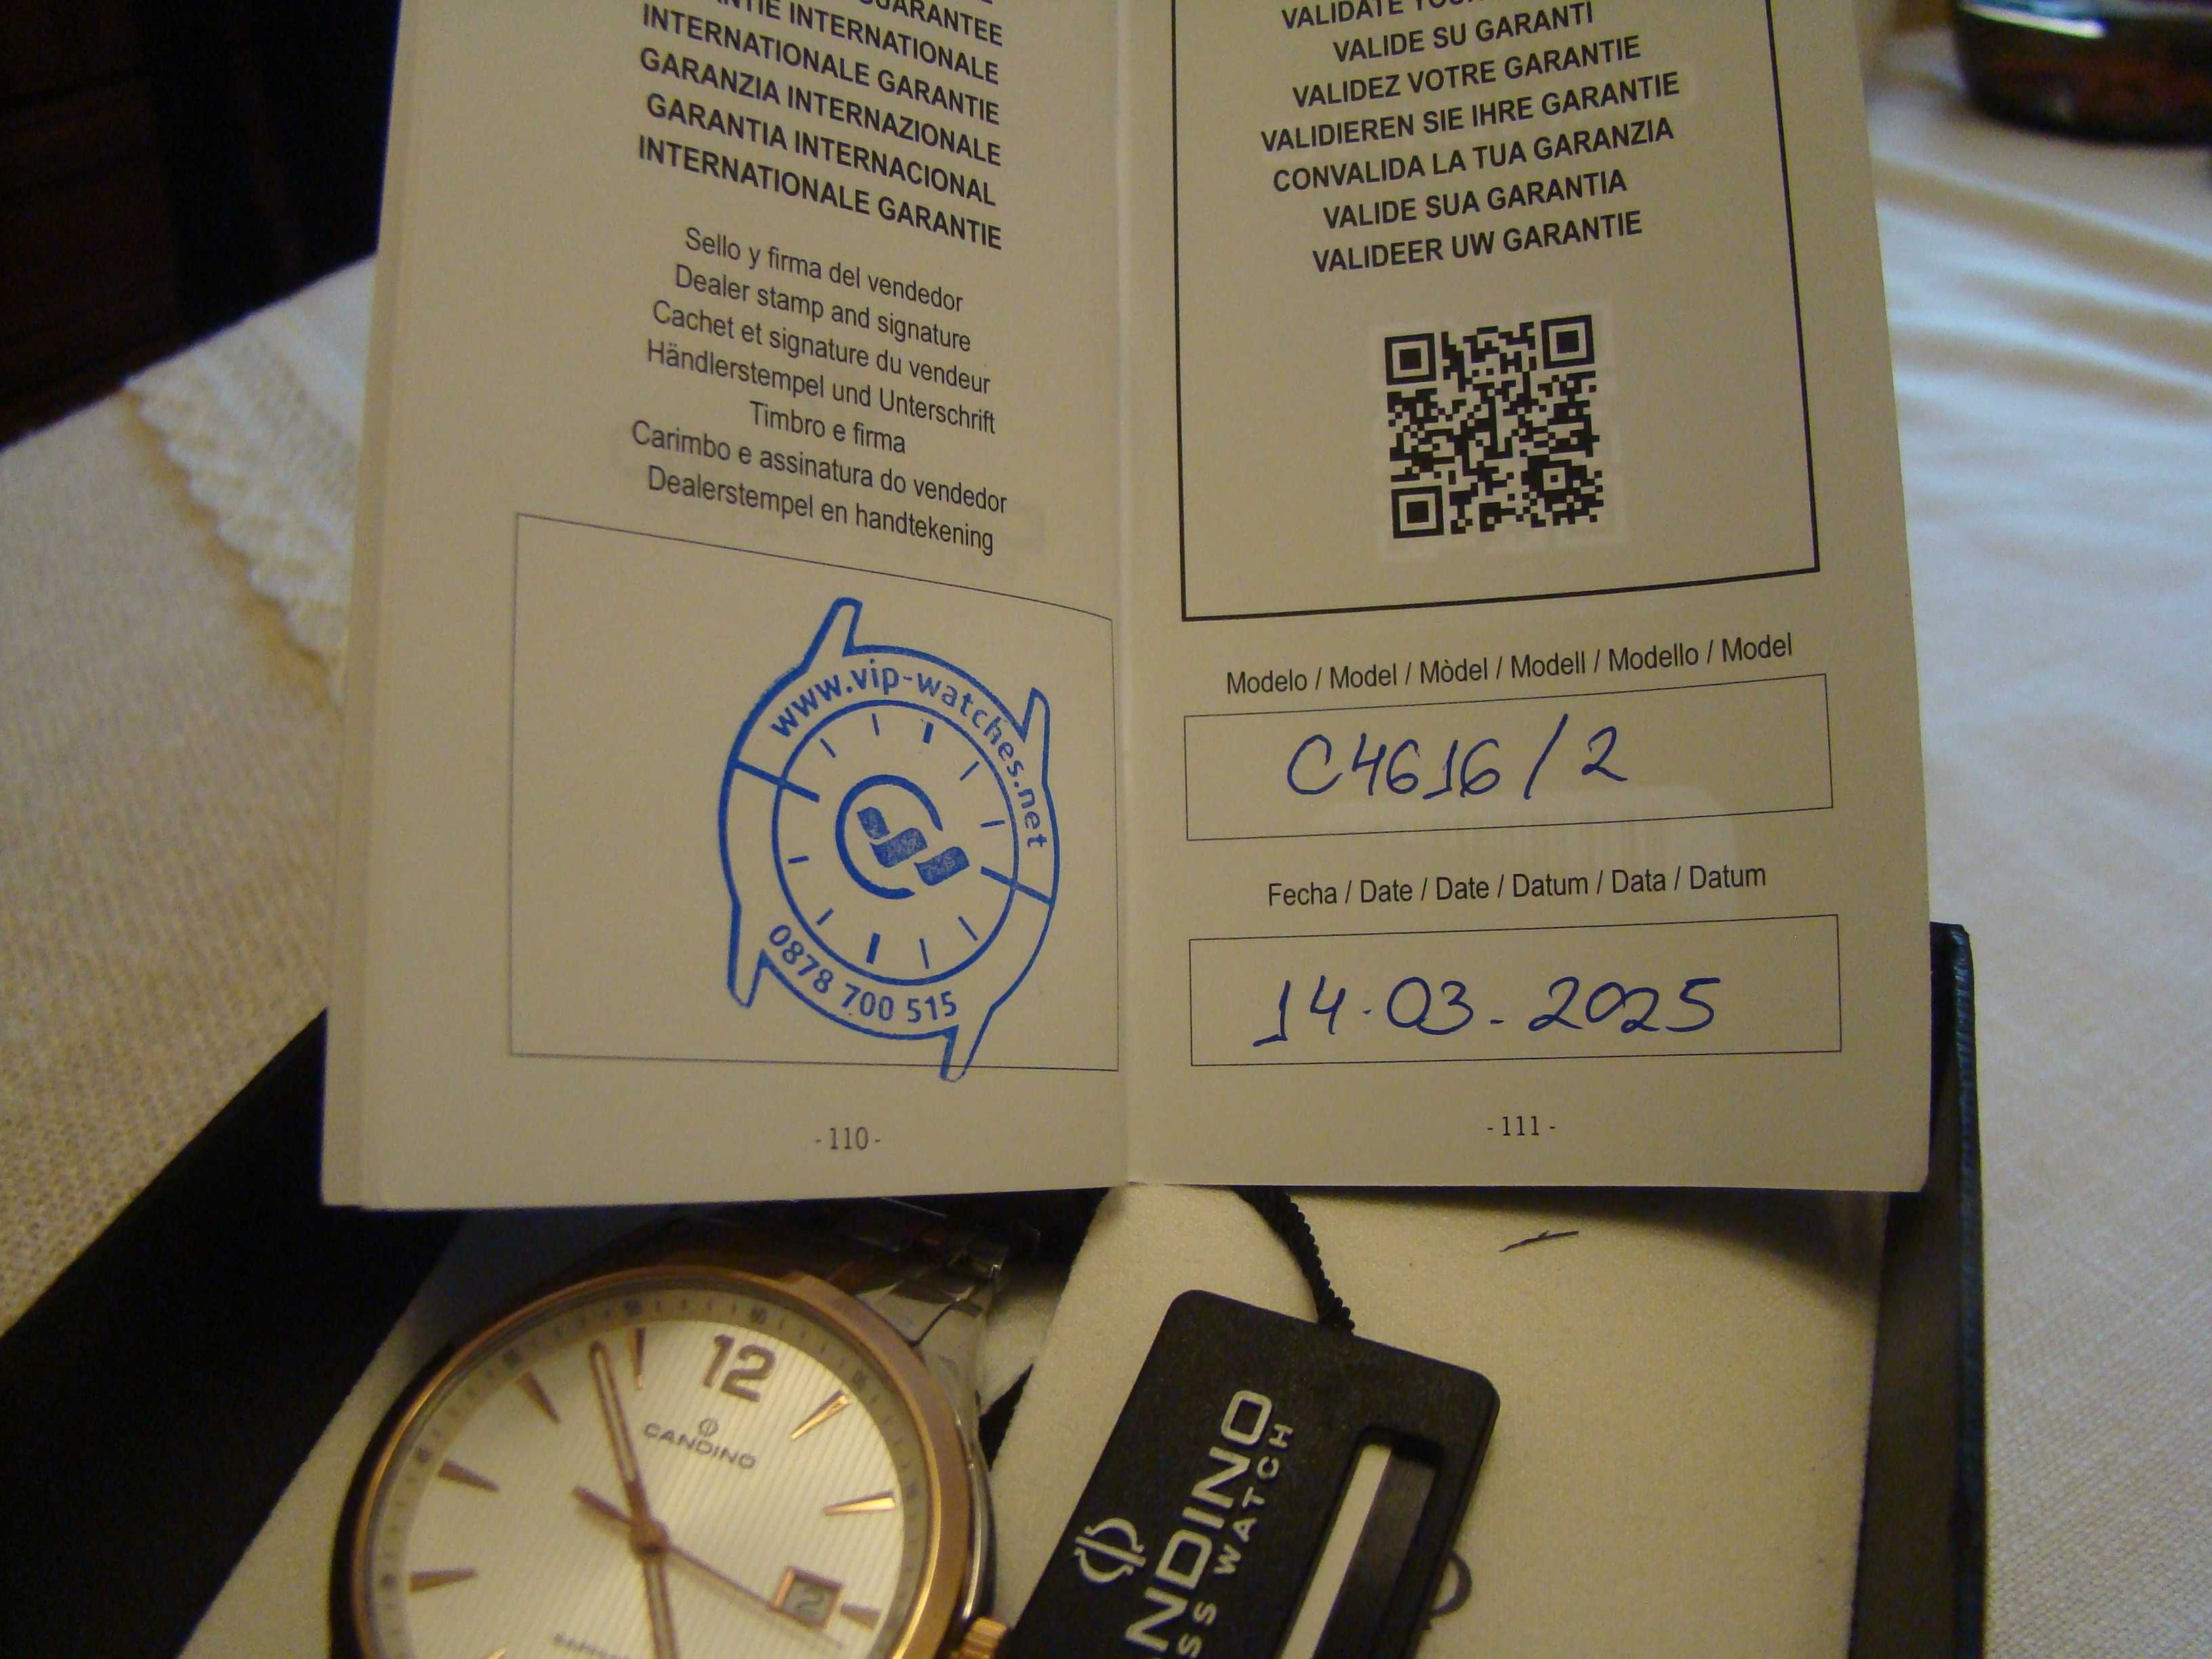 GARANTEE
INTERNATIONALE
INTERNATIONALE GARANTIE
GARANZIA INTERNAZIONALE
GARANTIA INTERNACIONAL
INTERNATIONALE GARANTIE
Sello y firma del vendedor
Dealer stamp and signature
Cachet et signature du vendeur
Händlerstempel und Unterschrift
Timbro e firma
Carimbo e assinatura do vendedor
Dealerstempel en handtekening
www.vip-watches.net
0878 700 515
-110-
VALIDATE
VALIDE SU GARANTI
VALIDEZ VOTRE GARANTIE
VALIDIEREN SIE IHRE GARANTIE
CONVALIDA LA TUA GARANZIA
VALIDE SUA GARANTIA
VALIDEER UW GARANTIE
Modelo / Model / Mòdel / Modell / Modello / Model
C4616/2
Fecha / Date / Date / Datum / Data / Datum
14-03-2025
-111-
12
CANDINO
2
NDINO
SS WATCH